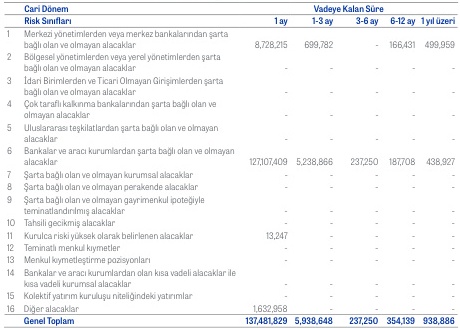 Cari Dönem Vadeye Kalan Süre
Risk Sınıfları 1 ay 1-3 ay 3-6 ay 6-12 ay 1 yıl üzeri
1 Merkezi yönetimlerden veya merkez bankalarından şarta
bağlı olan ve olmayan alacaklar 8,728,215 699,782 - 166,431 499,959
2 Bölgesel yönetimlerden veya yerel yönetimlerden şarta
bağlı olan ve olmayan alacaklar - - - - -
3 İdari Birimlerden ve Ticari Olmayan Girişimlerden şarta
bağlı olan ve olmayan alacaklar - - - - -
4 Çok taraflı kalkınma bankalarından şarta bağlı olan ve
olmayan alacaklar - - - - -
5 Uluslararası teşkilatlardan şarta bağlı olan ve olmayan
alacaklar - - - - -
6 Bankalar ve aracı kurumlardan şarta bağlı olan ve olmayan
alacaklar 127,107,409 5,238,866 237,250 187,708 438,927
7 Şarta bağlı olan ve olmayan kurumsal alacaklar - - - - -
8 Şarta bağlı olan ve olmayan perakende alacaklar - - - - -
9 Şarta bağlı olan ve olmayan gayrimenkul ipoteğiyle
teminatlandırılmış alacaklar - - - - -
10 Tahsili gecikmiş alacaklar - - - - -
11 Kurulca riski yüksek olarak belirlenen alacaklar 13,247 - - - -
12 Teminatlı menkul kıymetler - - - - -
13 Menkul kıymetleştirme pozisyonları - - - - -
14 Bankalar ve aracı kurumlardan olan kısa vadeli alacaklar ile
kısa vadeli kurumsal alacaklar - - - - -
15 Kolektif yatırım kuruluşu niteliğindeki yatırımlar - - - - -
16 Diğer alacaklar 1,632,958 - - - -
Genel Toplam 137,481,829 5,938,648 237,250 354,139 938,886